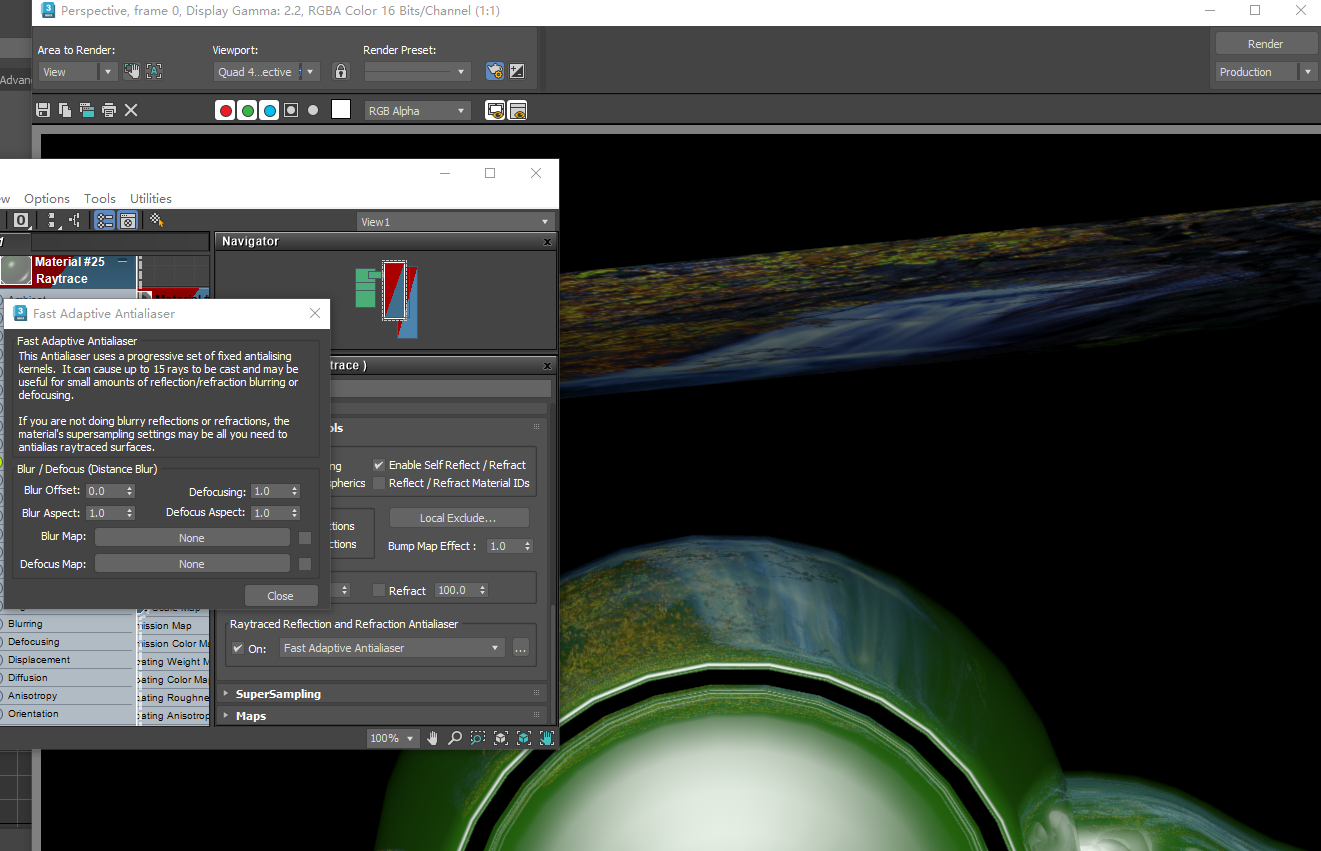 Perspective, frame 0, Display Gamma: 2.2, RGBA Color 16 Bits/Channel (1:1)
Area to Render:
Viewport:
Render Preset:
Render
View
Quad 4...ective
Production
Advan
RGB Alpha
ew Options Tools Utilities
0
View1
1
Navigator
Material #25
Raytrace
Fast Adaptive Antialiaser
Fast Adaptive Antialiaser
This Antialiaser uses a progressive set of fixed antialising
kernels. It can cause up to 15 rays to be cast and may be
useful for small amounts of reflection/refraction blurring or
defocusing.
If you are not doing blurry reflections or refractions, the
material's supersampling settings may be all you need to
antialias raytraced surfaces.
Blur / Defocus (Distance Blur)
Blur Offset: 0.0
Defocusing: 1.0
Blur Aspect: 1.0
Defocus Aspect: 1.0
Blur Map: None
Defocus Map: None
Close
trace )
ols
ng
Enable Self Reflect / Refract
spherics
Reflect / Refract Material IDs
ctions
Local Exclude...
ctions
Bump Map Effect : 1.0
Refract 100.0
Raytraced Reflection and Refraction Antialiaser
On: Fast Adaptive Antialiaser ...
SuperSampling
Maps
Blurring
Defocusing
Displacement
Diffusion
Anisotropy
Orientation
ission Map
ission Color Ma
ating Weight M
ating Color Ma
ating Roughne
ating Anisotrop
100%